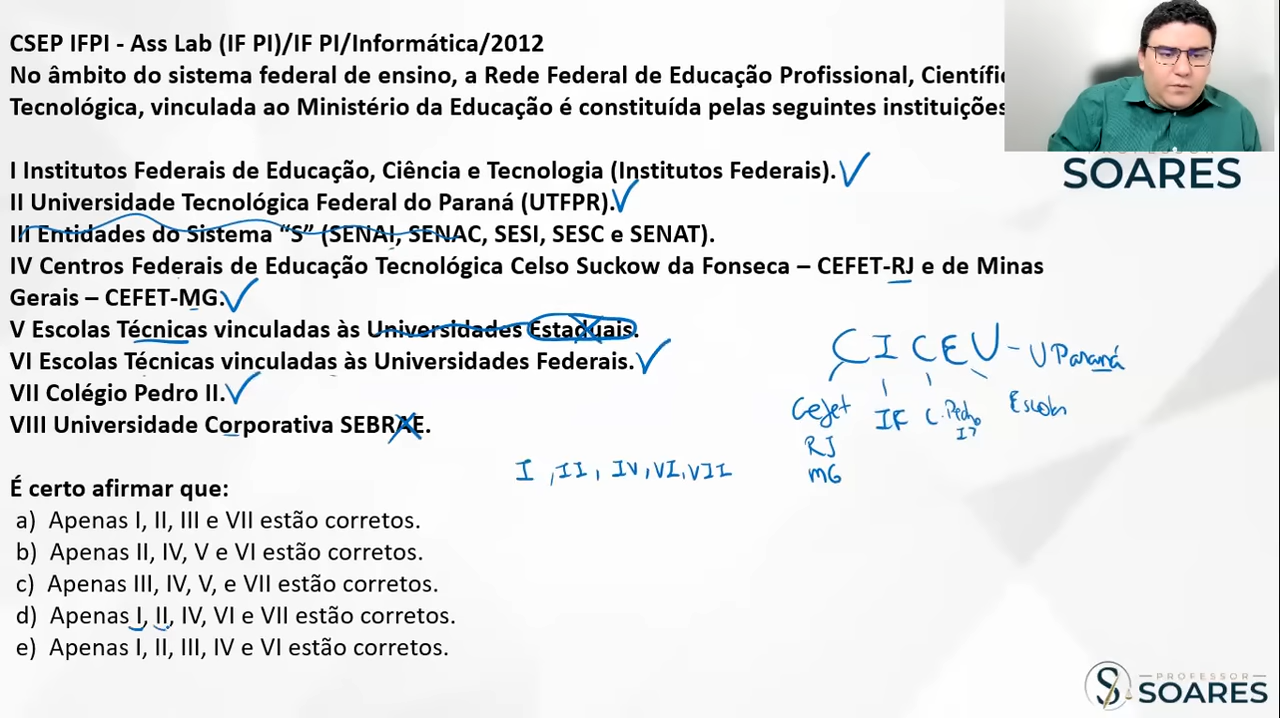 CSEP IFPI - Ass Lab (IF PI)/IF PI/Informática/2012
No âmbito do sistema federal de ensino, a Rede Federal de Educação Profissional,
Tecnológica, vinculada ao Ministério da Educação é constituída pelas seguintes instituições
SOARES
I Institutos Federais de Educação, Ciência e Tecnologia (Institutos Federais).
II Universidade Tecnológica Federal do Paraná (UTFPR).
III Entidades do Sistema “S” (SENAI, SENAC, SESI, SESC e SENAT).
IV Centros Federais de Educação Tecnológica Celso Suckow da Fonseca – CEFET-RJ e de Minas
Gerais – CEFET-MG.
V Escolas Técnicas vinculadas às Universidades Estaduais.
VI Escolas Técnicas vinculadas às Universidades Federais.
VII Colégio Pedro II.
VIII Universidade Corporativa SEBRAE.
CICEU - U Paraná
Cefet
RJ
MG
IF
C. Pedro
II
I, II, IV, VI, VII
É certo afirmar que:
a) Apenas I, II, III e VII estão corretos.
b) Apenas II, IV, V e VI estão corretos.
c) Apenas III, IV, V, e VII estão corretos.
d) Apenas I, II, IV, VI e VII estão corretos.
e) Apenas I, II, III, IV e VI estão corretos.
PROFESSOR
SOARES